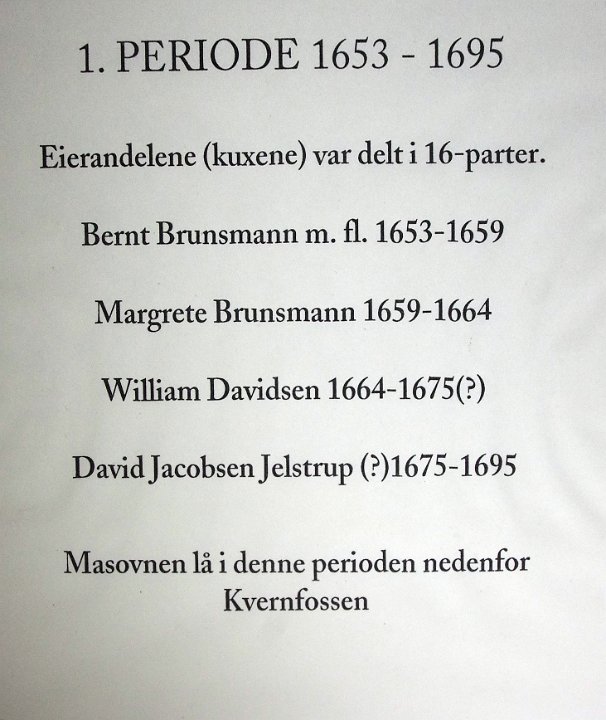 1. PERIODE 1653 - 1695
Eierandelene (kuxene) var delt i 16-parter.
Bernt Brunsmann m. fl. 1653-1659
Margrete Brunsmann 1659-1664
William Davidsen 1664-1675(?)
David Jacobsen Jelstrup (?)1675-1695
Masovnen lå i denne perioden nedenfor
Kvernfossen